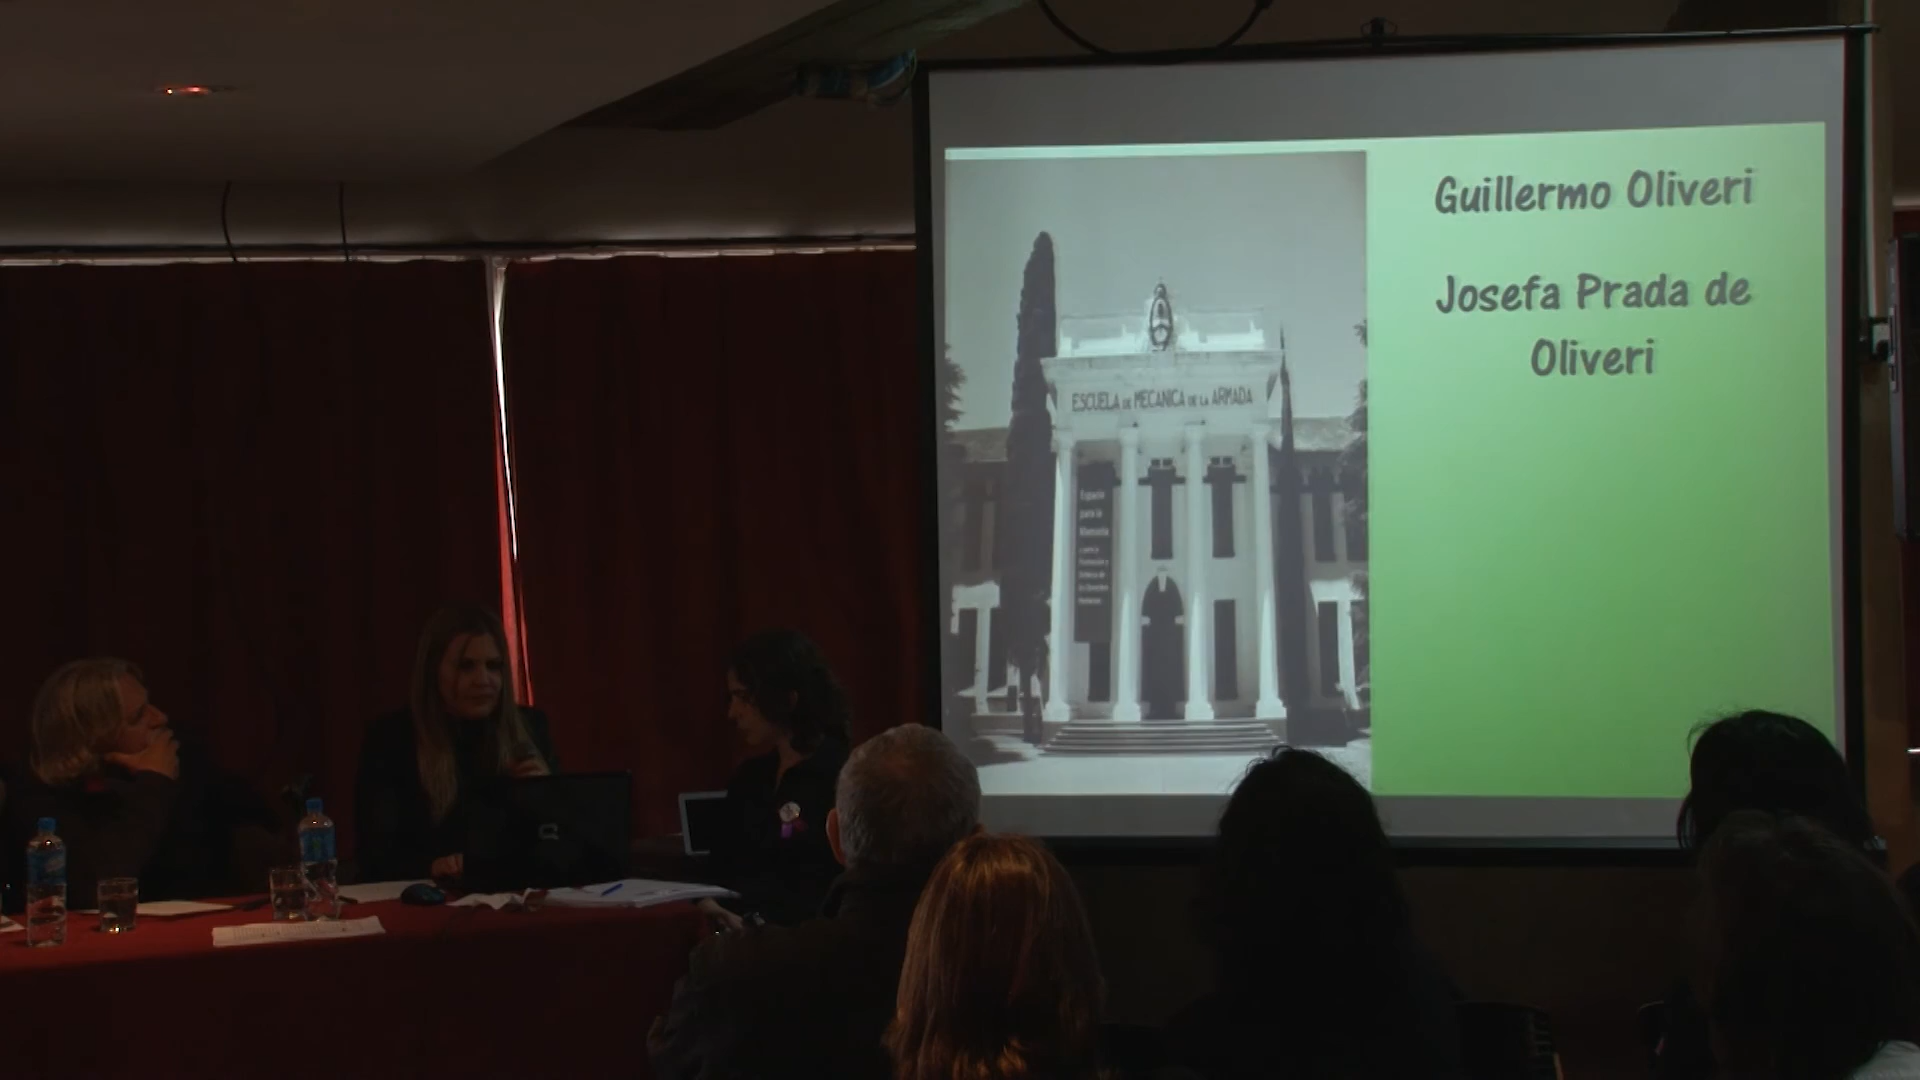 Guillermo Oliveri
Josefa Prada de
Oliveri
ESCUELA DE MECANICA DE LA ARMADA
Espacio
para la
Memoria